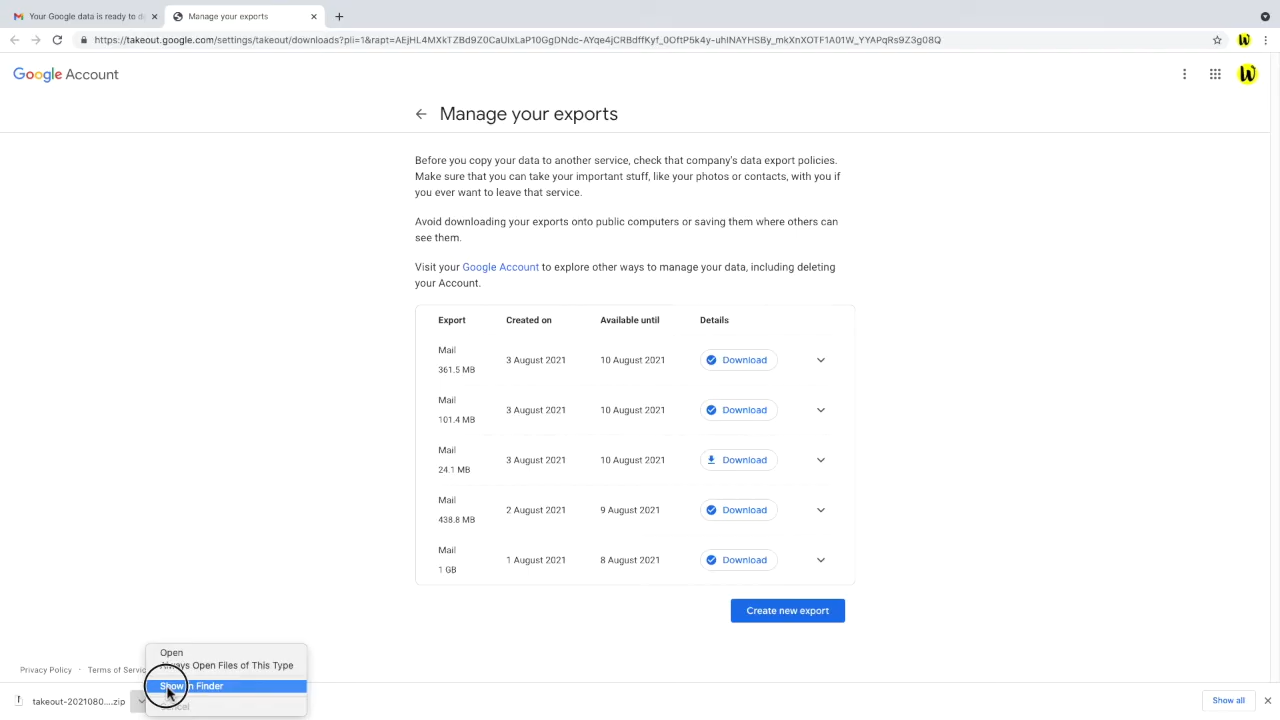 Your Google data is ready to d
Manage your exports
https://takeout.google.com/settings/takeout/downloads?pli=1&rapt=AEjHL4MXkTZBd9Z0CaUIxLaP10GgDNdc-AYqe4jCRBdffKyf_0OftP5k4y-uhINAYHSBy_mkXnXOTF1A01W_YYAPqRs9Z3g08Q
Google Account
Manage your exports
Before you copy your data to another service, check that company's data export policies.
Make sure that you can take your important stuff, like your photos or contacts, with you if
you ever want to leave that service.
Avoid downloading your exports onto public computers or saving them where others can
see them.
Visit your Google Account to explore other ways to manage your data, including deleting
your Account.
Export Created on Available until Details
Mail
361.5 MB
3 August 2021 10 August 2021 Download
Mail
101.4 MB
3 August 2021 10 August 2021 Download
Mail
24.1 MB
3 August 2021 10 August 2021 Download
Mail
438.8 MB
2 August 2021 9 August 2021 Download
Mail
1 GB
1 August 2021 8 August 2021 Download
Create new export
Open
Always Open Files of This Type
Show in Finder
Cancel
Privacy Policy · Terms of Servic
takeout-2021080....zip
Show all